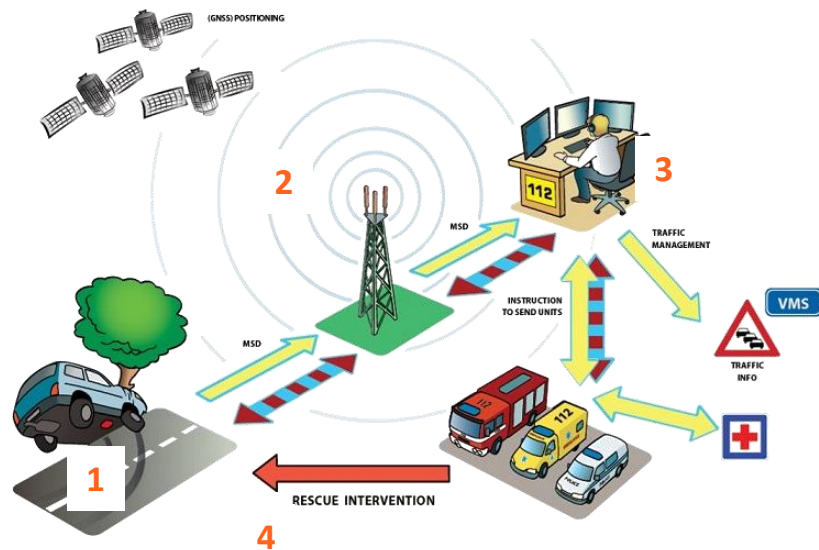 (GNSS) POSITIONING
2
3
112
MSD
TRAFFIC
MANAGEMENT
INSTRUCTION
TO SEND UNITS
VMS
MSD
TRAFFIC
INFO
112
112
POLICE
1
RESCUE INTERVENTION
4